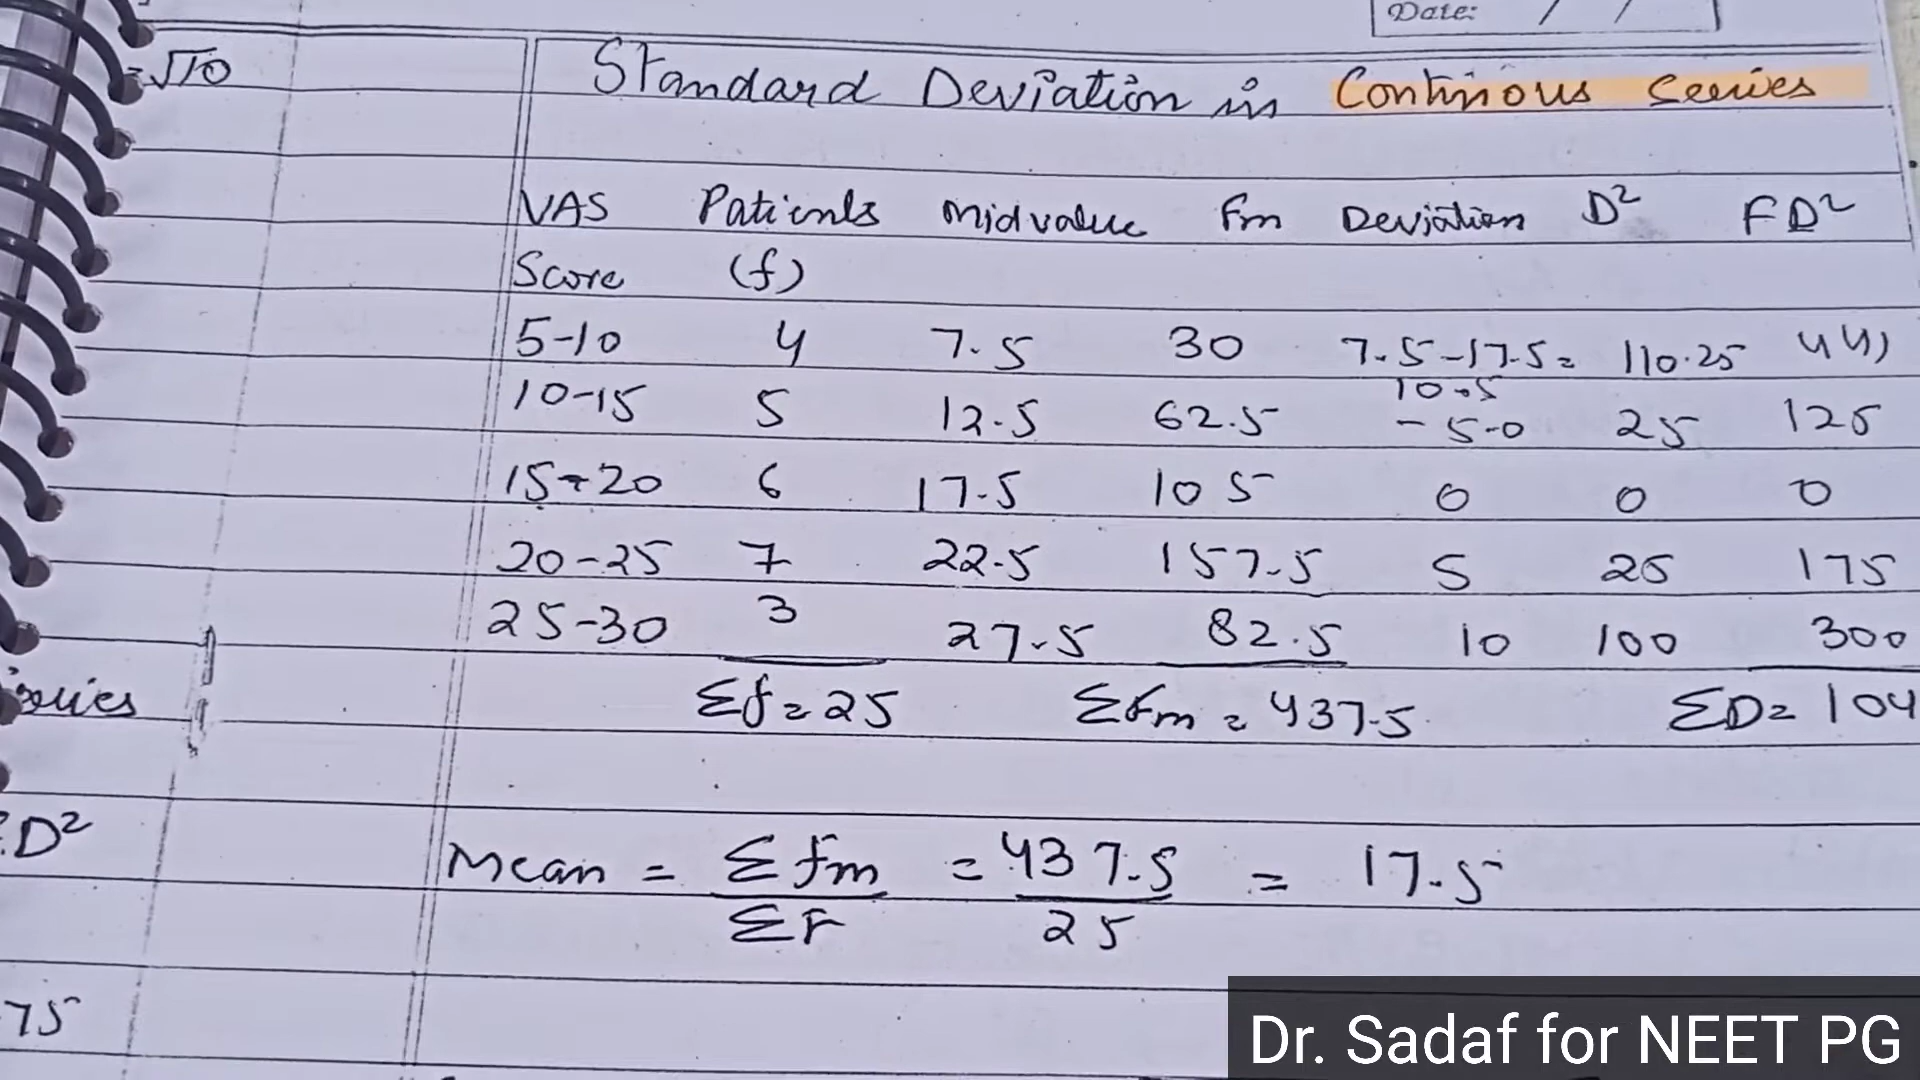 Date: / /
=√10
Standard Deviation in Continous Series
VAS Patients Midvalue Fm Deviation D² FD²
Score (f)
5-10 4 7.5 30 7.5-17.5= 110.25 441
10.5
10-15 5 12.5 62.5 -5.0 25 125
15-20 6 17.5 105 0 0 0
20-25 7 22.5 157.5 5 25 175
25-30 3 27.5 82.5 10 100 300
Σf=25 Σfm=437.5 ΣD=104
D²
Mean = Σfm = 437.5 = 17.5
ΣF 25
75
Dr. Sadaf for NEET PG